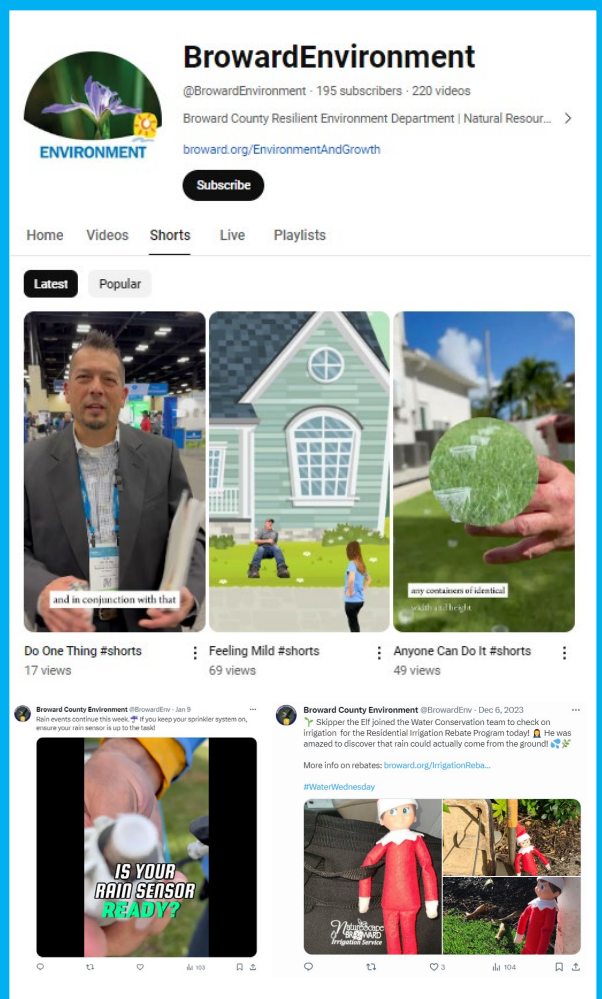 BrowardEnvironment
@BrowardEnvironment · 195 subscribers · 220 videos
Broward County Resilient Environment Department | Natural Resour...
ENVIRONMENT
broward.org/EnvironmentAndGrowth
Subscribe
Home Videos Shorts Live Playlists
Latest Popular
and in conjunction with that
any containers of identical
width and height
Do One Thing #shorts
17 views
Feeling Mild #shorts
69 views
Anyone Can Do It #shorts
49 views
Broward County Environment @BrowardEnv · Jan 9
Rain events continue this week. If you keep your sprinkler system on,
ensure your rain sensor is up to the task!
IS YOUR
RAIN SENSOR
READY?
103
Broward County Environment @BrowardEnv · Dec 6, 2023
Skipper the Elf joined the Water Conservation team to check on
irrigation for the Residential Irrigation Rebate Program today! He was
amazed to discover that rain could actually come from the ground!
More info on rebates: broward.org/IrrigationReba...
#WaterWednesday
NatureScape
BROWARD
Irrigation Service
3 104